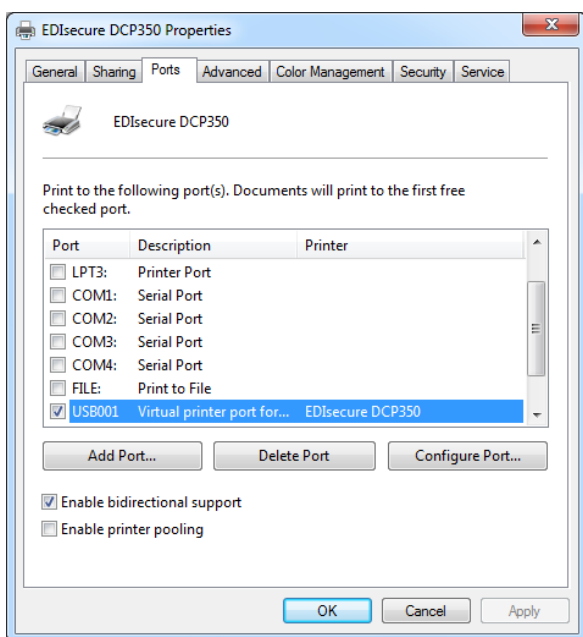 EDIsecure DCP350 Properties
General Sharing Ports Advanced Color Management Security Service
EDIsecure DCP350
Print to the following port(s). Documents will print to the first free
checked port.
Port Description Printer
LPT3: Printer Port
COM1: Serial Port
COM2: Serial Port
COM3: Serial Port
COM4: Serial Port
FILE: Print to File
USB001 Virtual printer port for... EDIsecure DCP350
Add Port... Delete Port Configure Port...
Enable bidirectional support
Enable printer pooling
OK Cancel Apply